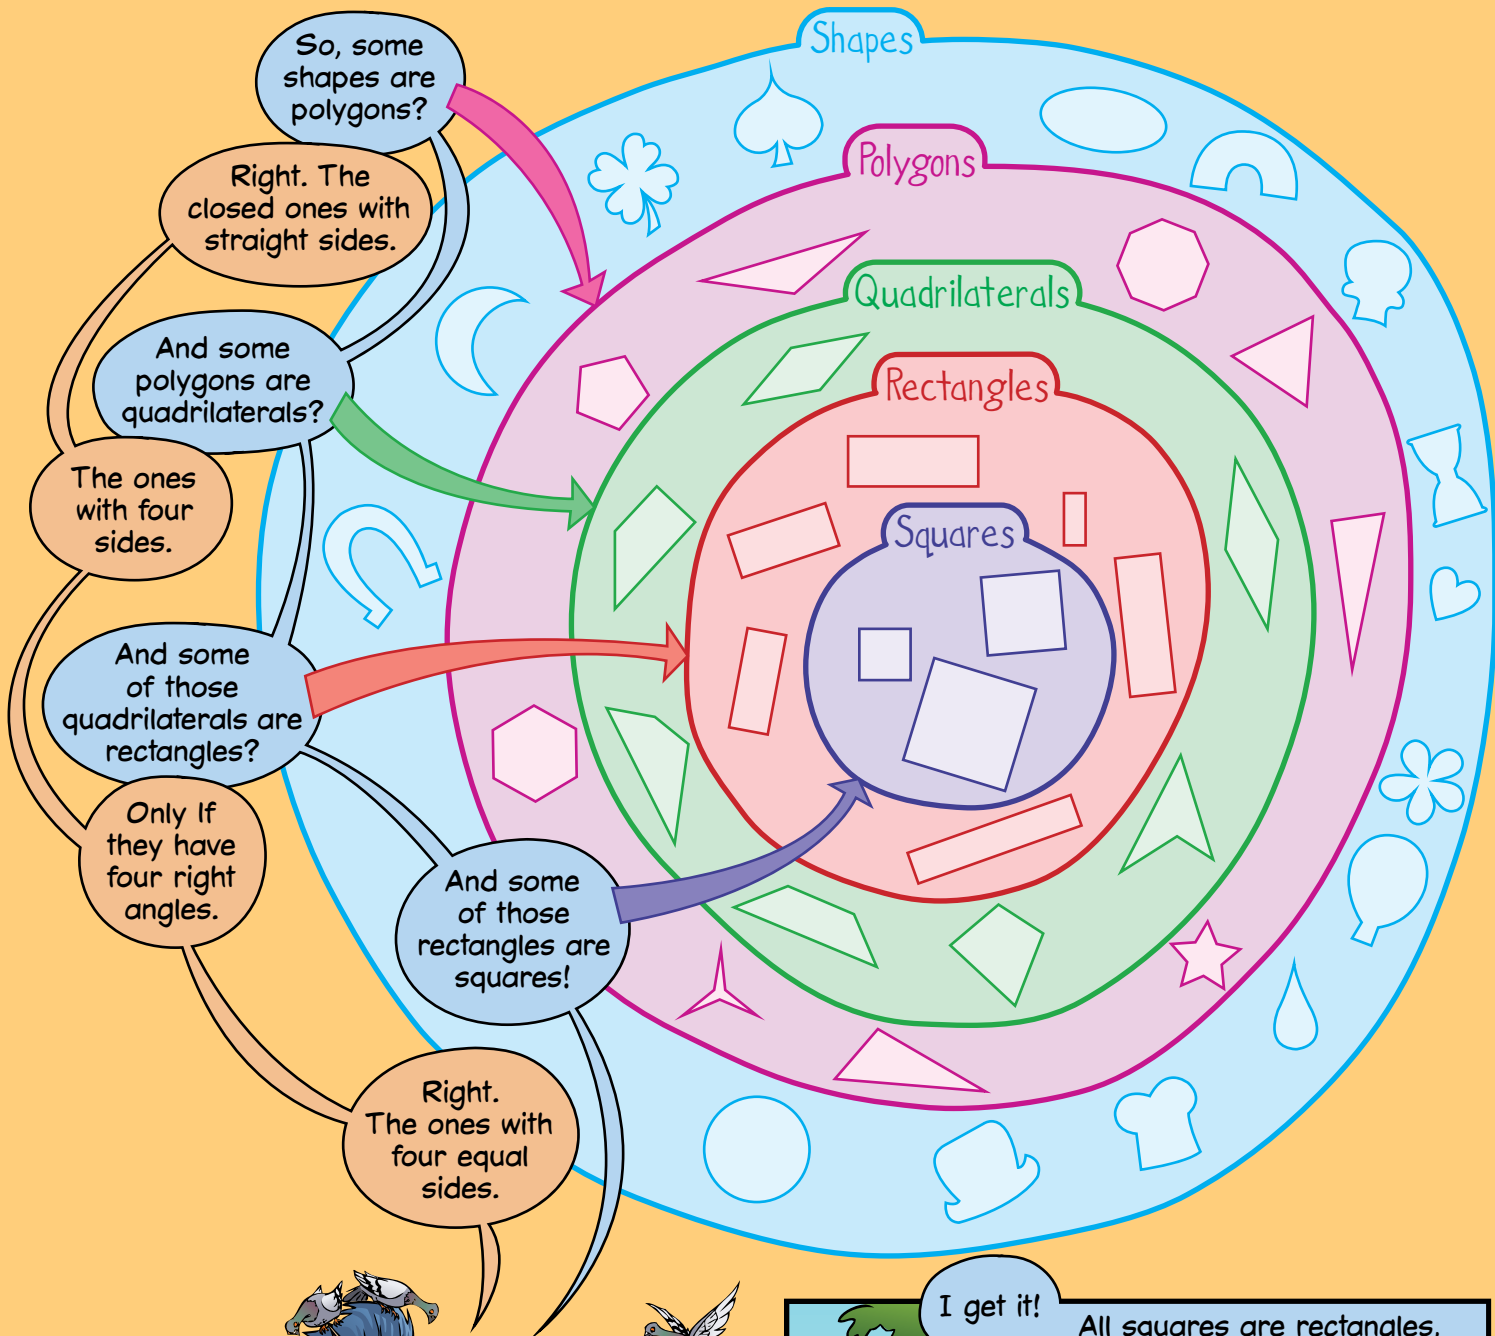 So, some
shapes are
polygons?
Right. The
closed ones with
straight sides.
And some
polygons are
quadrilaterals?
The ones
with four
sides.
And some
of those
quadrilaterals are
rectangles?
Only If
they have
four right
angles.
And some
of those
rectangles are
squares!
Right.
The ones with
four equal
sides.
Shapes
Polygons
Quadrilaterals
Rectangles
Squares
I get it!
All squares are rectangles,